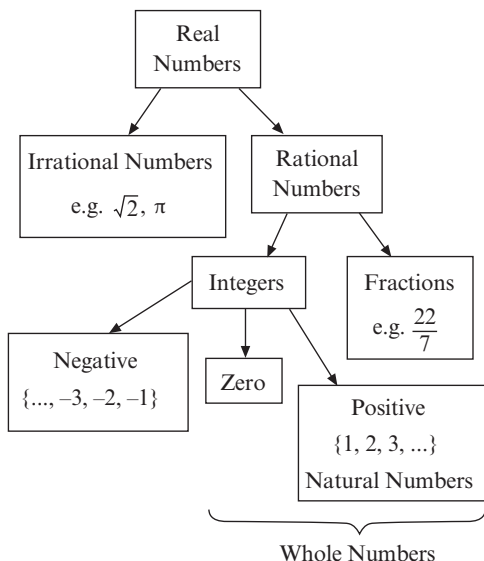 Real
Numbers
Irrational Numbers
e.g. √2, π
Rational
Numbers
Integers
Fractions
e.g. 22/7
Negative
{..., –3, –2, –1}
Zero
Positive
{1, 2, 3, ...}
Natural Numbers
Whole Numbers